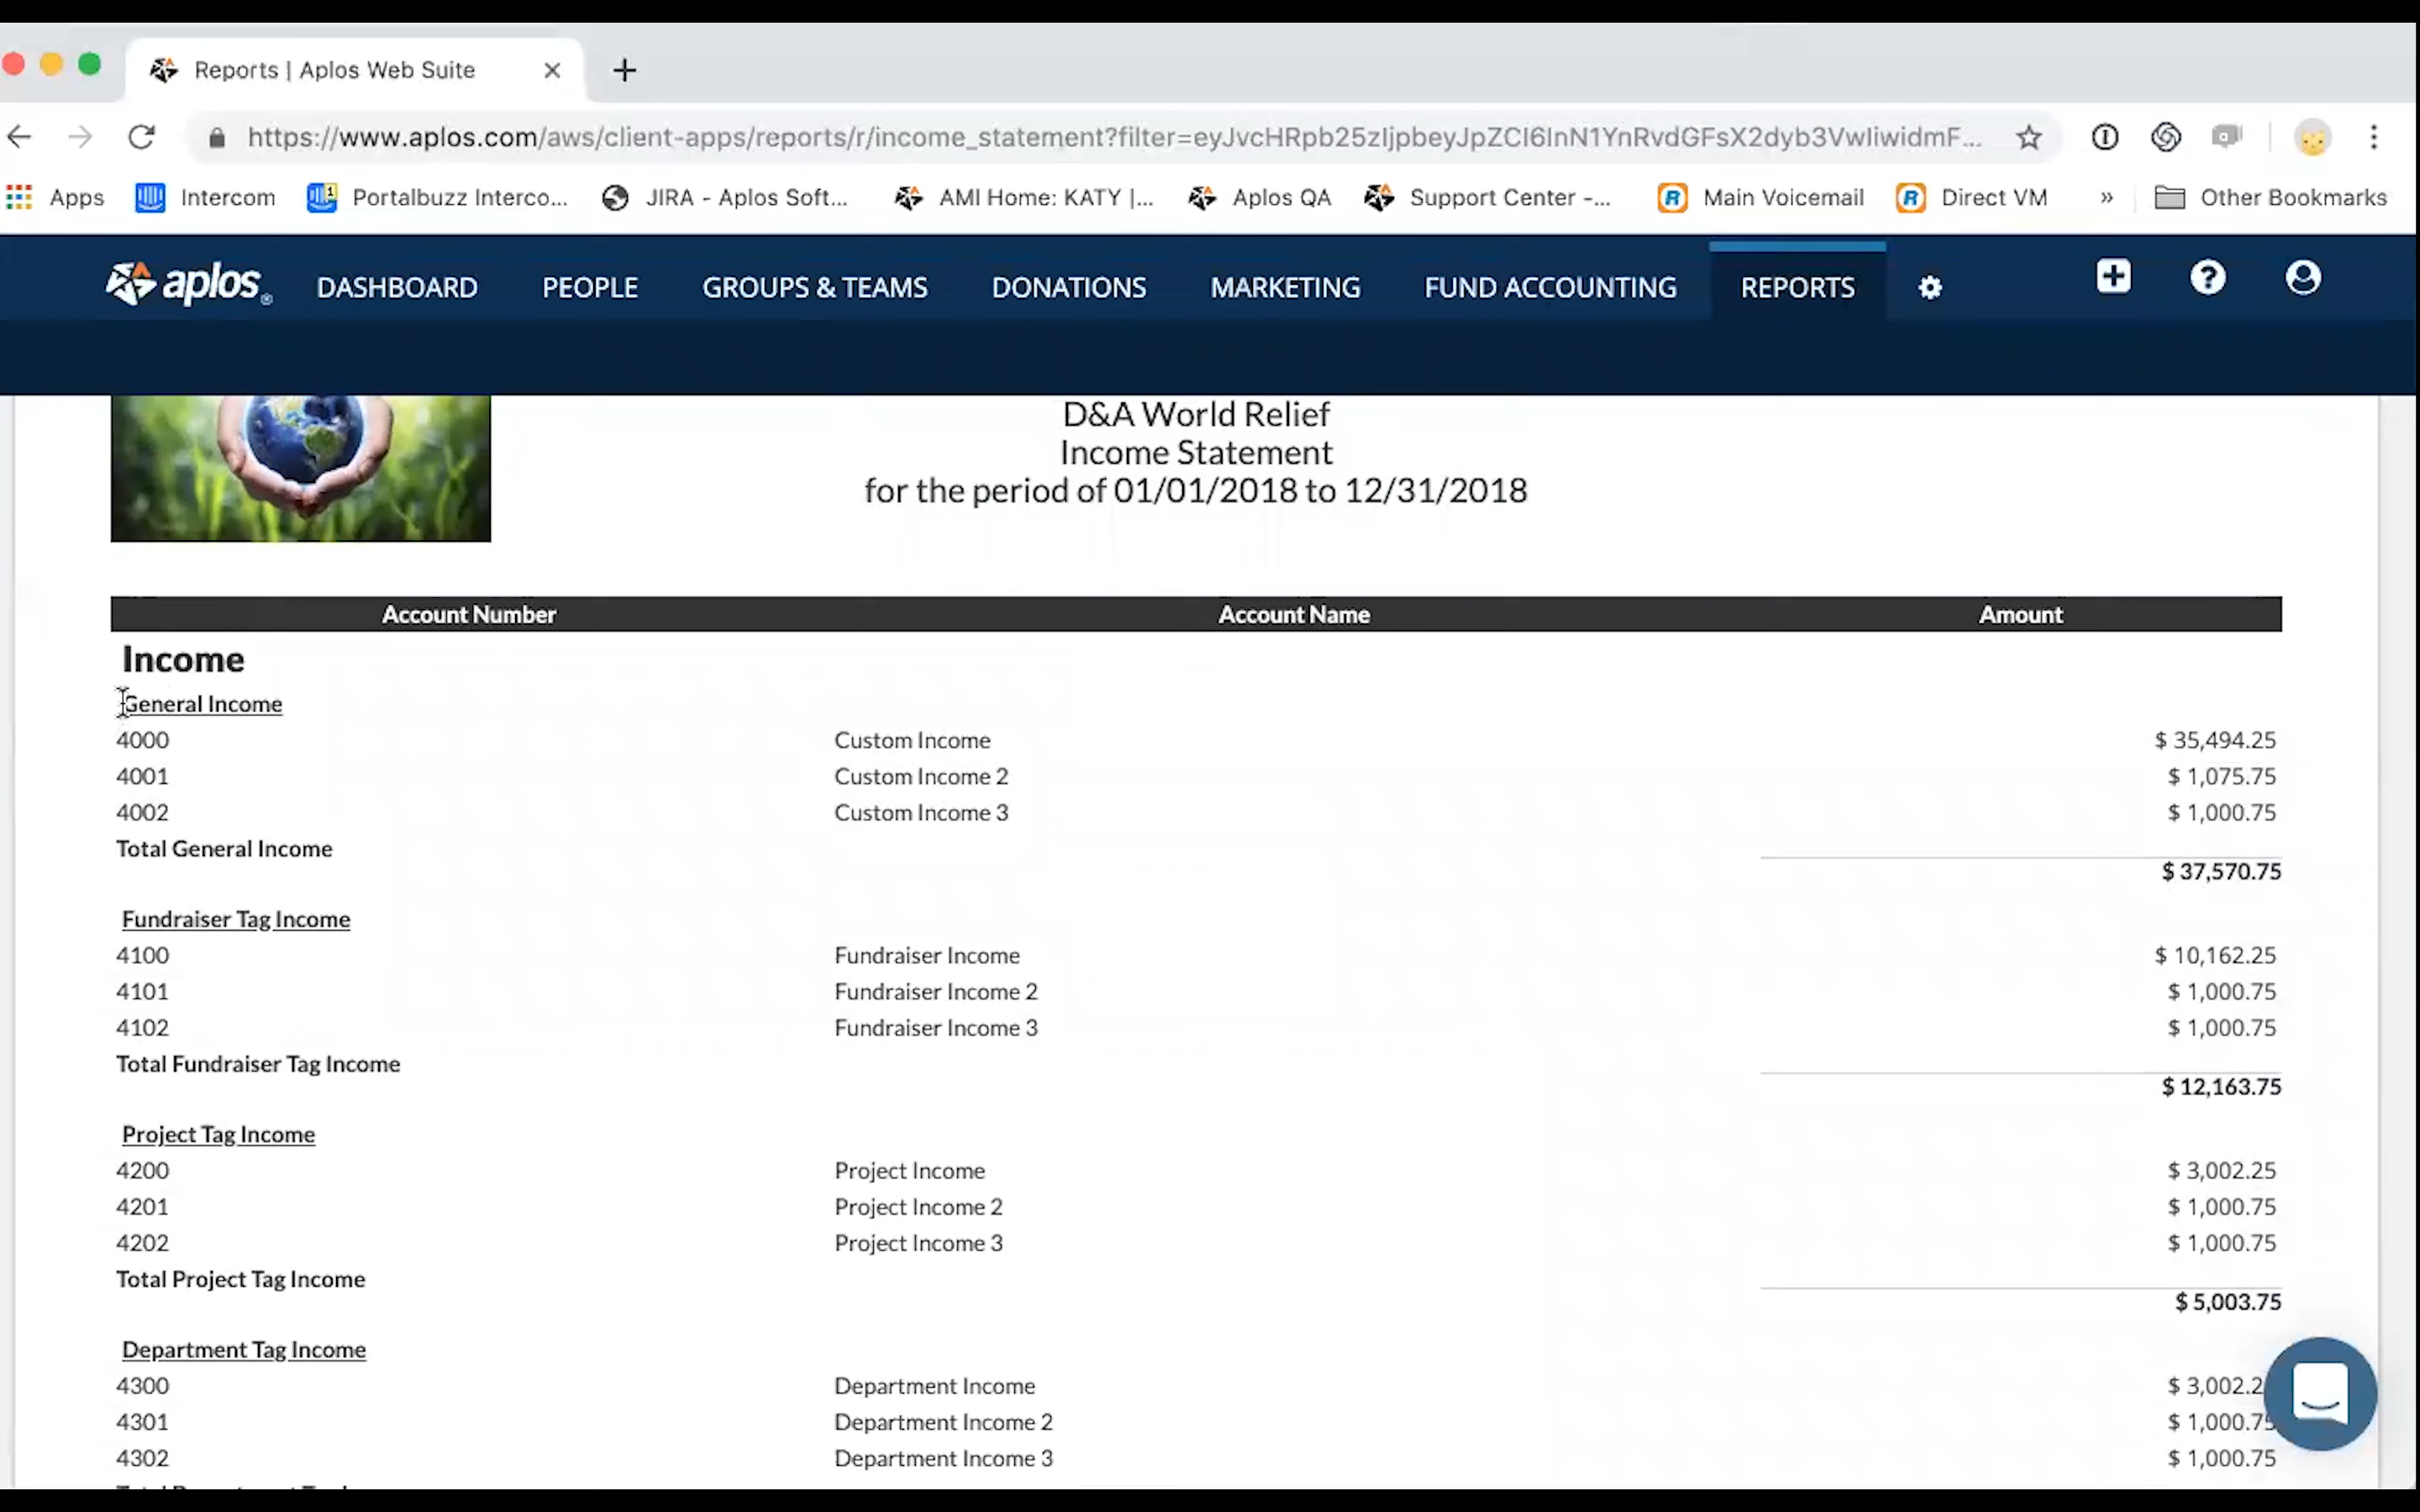 Reports | Aplos Web Suite
https://www.aplos.com/aws/client-apps/reports/r/income_statement?filter=eyJvcHRpb25zIjpbeyJpZCI6InN1YnRvdGFsX2dyb3VwIiwidmF...
Apps Intercom 1 Portalbuzz Interco... JIRA - Aplos Soft... AMI Home: KATY |... Aplos QA Support Center -... R Main Voicemail R Direct VM » Other Bookmarks
aplos® DASHBOARD PEOPLE GROUPS & TEAMS DONATIONS MARKETING FUND ACCOUNTING REPORTS
D&A World Relief
Income Statement
for the period of 01/01/2018 to 12/31/2018
Account Number Account Name Amount
Income
General Income
4000 Custom Income $ 35,494.25
4001 Custom Income 2 $ 1,075.75
4002 Custom Income 3 $ 1,000.75
Total General Income
$ 37,570.75
Fundraiser Tag Income
4100 Fundraiser Income $ 10,162.25
4101 Fundraiser Income 2 $ 1,000.75
4102 Fundraiser Income 3 $ 1,000.75
Total Fundraiser Tag Income
$ 12,163.75
Project Tag Income
4200 Project Income $ 3,002.25
4201 Project Income 2 $ 1,000.75
4202 Project Income 3 $ 1,000.75
Total Project Tag Income
$ 5,003.75
Department Tag Income
4300 Department Income $ 3,002.2
4301 Department Income 2 $ 1,000.75
4302 Department Income 3 $ 1,000.75